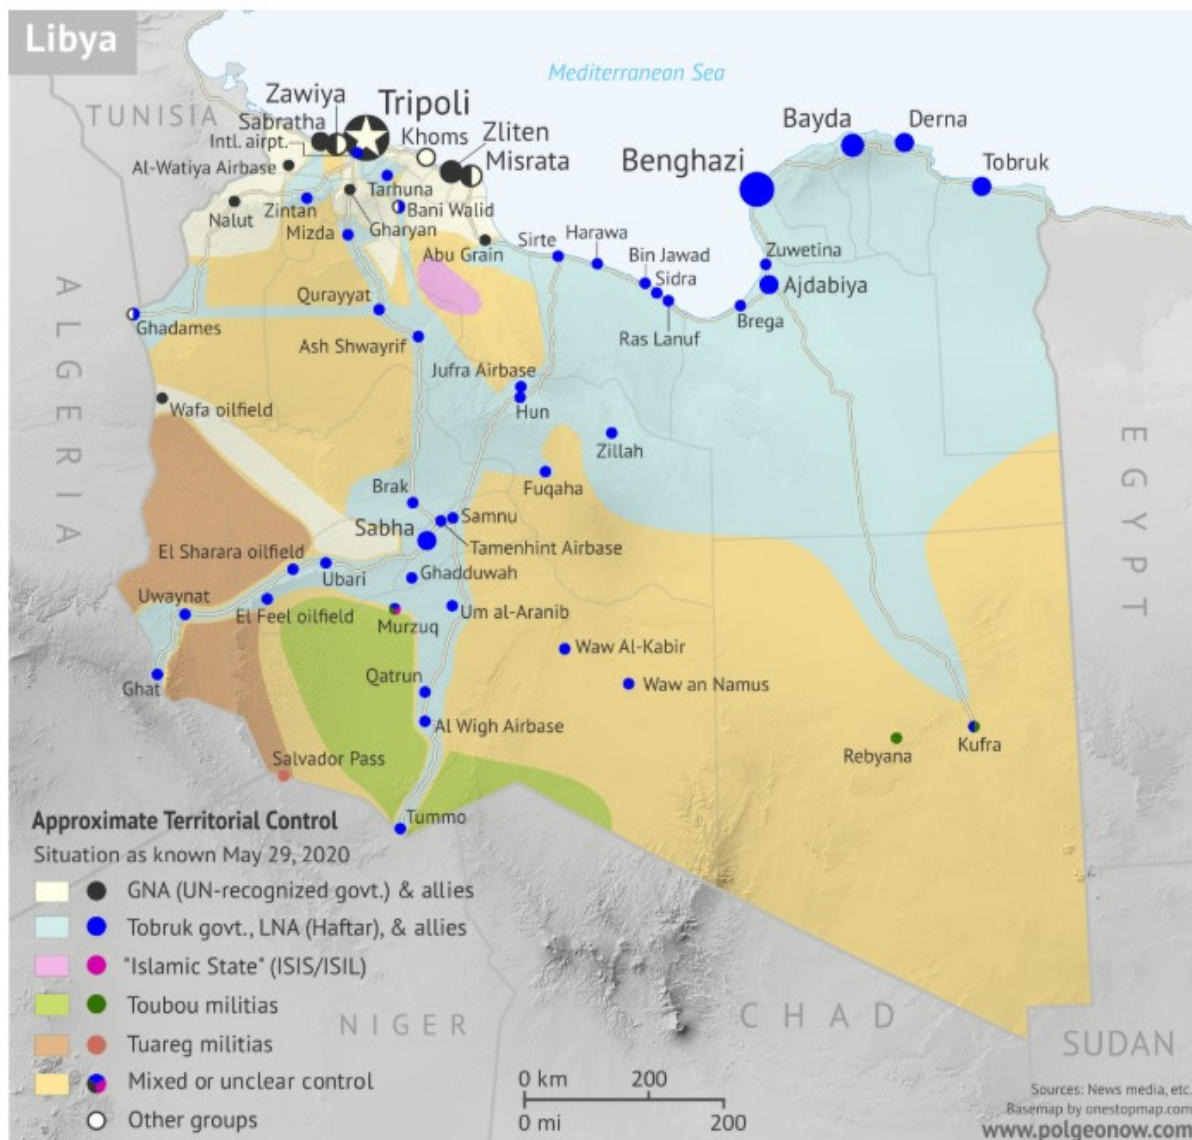 Libya
Mediterranean Sea
TUNISIA
Zawiya
Tripoli
Sabratha
Intl. airpt.
Khoms
Zliten
Misrata
Al-Watiya Airbase
Tarhuna
Zintan
Bani Walid
Nalut
Gharyan
Mizda
Abu Grain
Bayda
Derna
Benghazi
Tobruk
Sirte
Harawa
Bin Jawad
Sidra
Zuwetina
Ajdabiya
Ras Lanuf
Brega
ALGERIA
Ghadames
Qurayyat
Ash Shwayrif
Jufra Airbase
Hun
Wafa oilfield
Zillah
EGYPT
Fuqaha
Brak
Samnu
Sabha
Tamenhint Airbase
El Sharara oilfield
Ubari
Ghadduwah
Uwaynat
El Feel oilfield
Murzuq
Um al-Aranib
Waw Al-Kabir
Ghat
Qatrun
Waw an Namus
Al Wigh Airbase
Rebyana
Kufra
Salvador Pass
Tummo
Approximate Territorial Control
Situation as known May 29, 2020
GNA (UN-recognized govt.) & allies
Tobruk govt., LNA (Haftar), & allies
"Islamic State" (ISIS/ISIL)
Toubou militias
Tuareg militias
Mixed or unclear control
Other groups
NIGER
CHAD
SUDAN
0 km 200
0 mi 200
Sources: News media, etc.
Basemap by onestopmap.com
www.polgeonow.com